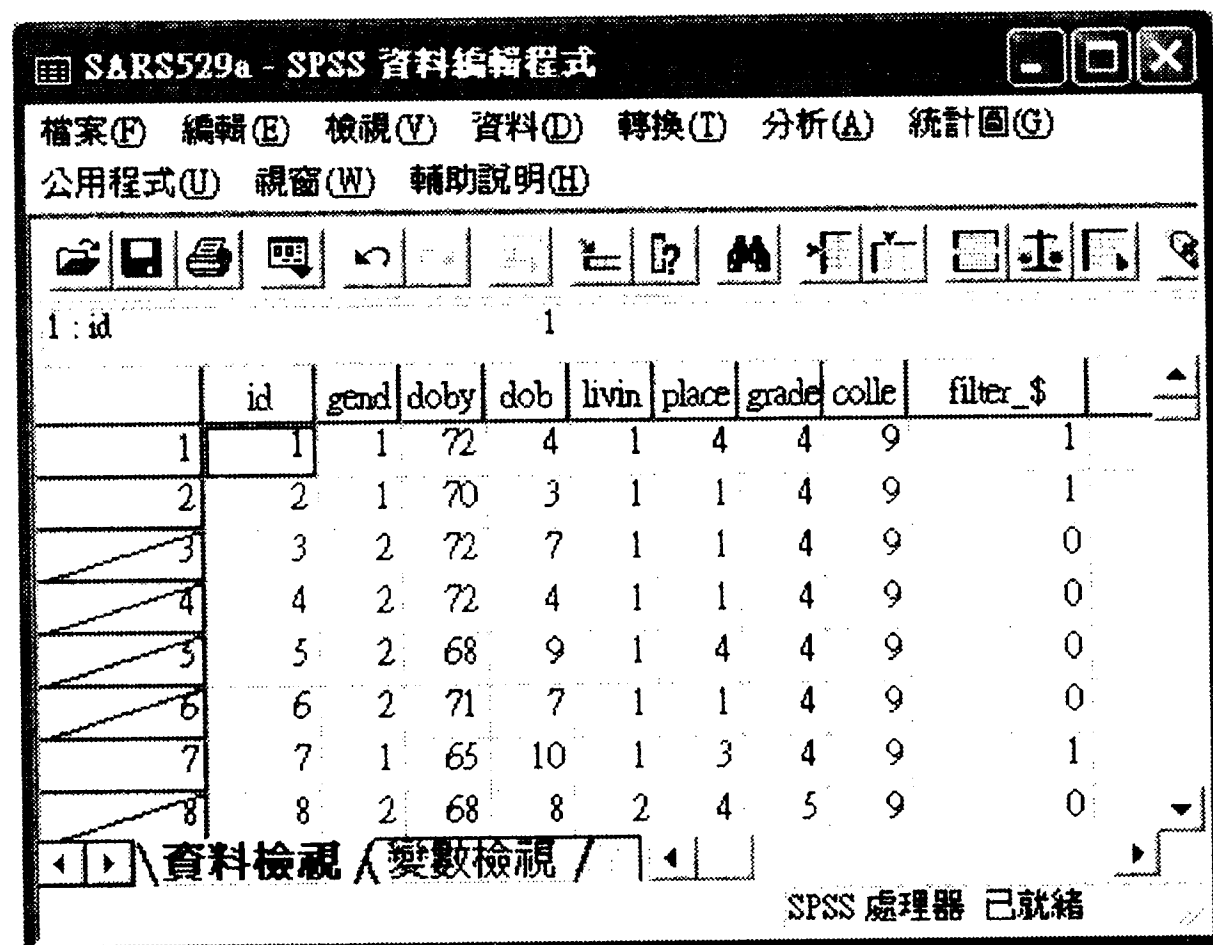 SARS529a - SPSS 資料編輯程式
檔案(F) 編輯(E) 檢視(V) 資料(D) 轉換(T) 分析(A) 統計圖(G)
公用程式(U) 視窗(W) 輔助說明(H)
1 : id 1
id gend doby dob livin place grade colle filter_$
1 1 1 72 4 1 4 4 9 1
2 2 1 70 3 1 1 4 9 1
3 3 2 72 7 1 1 4 9 0
4 4 2 72 4 1 1 4 9 0
5 5 2 68 9 1 4 4 9 0
6 6 2 71 7 1 1 4 9 0
7 7 1 65 10 1 3 4 9 1
8 8 2 68 8 2 4 5 9 0
資料檢視 變數檢視
SPSS 處理器 已就緒